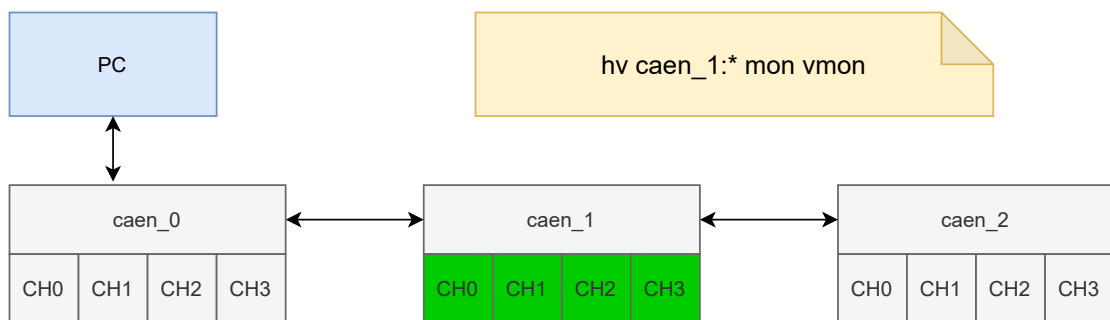 PC
hv caen_1:* mon vmon
caen_0
caen_1
caen_2
CH0 CH1 CH2 CH3
CH0 CH1 CH2 CH3
CH0 CH1 CH2 CH3